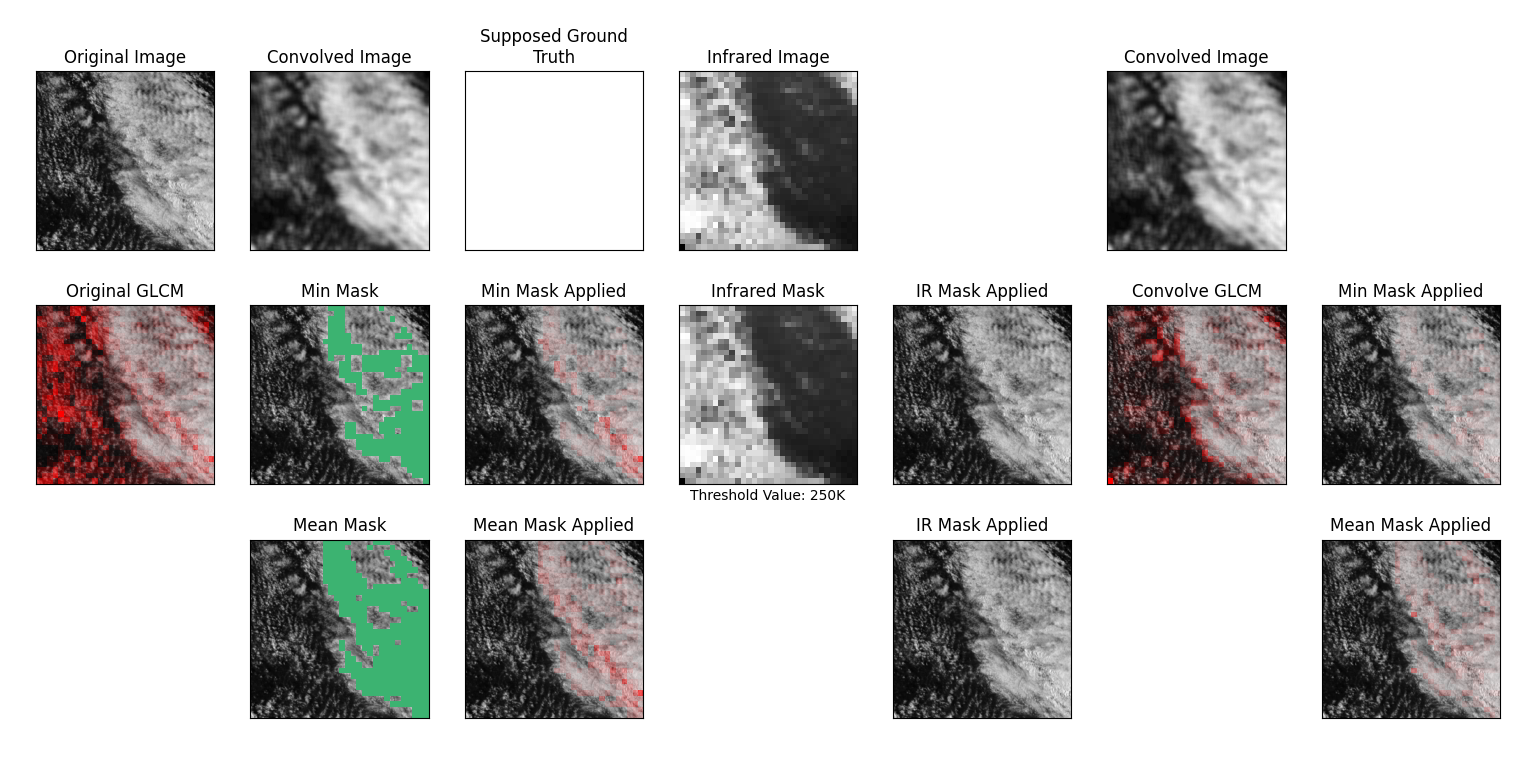 Original Image
Convolved Image
Supposed Ground
Truth
Infrared Image
Convolved Image
Original GLCM
Min Mask
Min Mask Applied
Infrared Mask
IR Mask Applied
Convolve GLCM
Min Mask Applied
Threshold Value: 250K
Mean Mask
Mean Mask Applied
IR Mask Applied
Mean Mask Applied